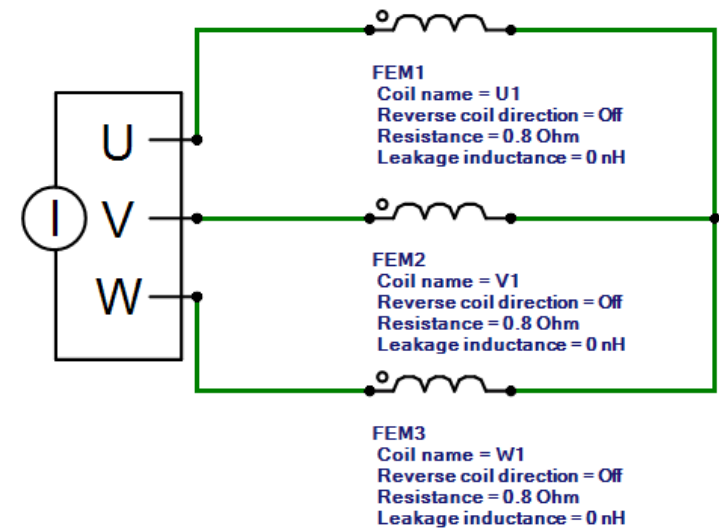 FEM1
Coil name = U1
Reverse coil direction = Off
Resistance = 0.8 Ohm
Leakage inductance = 0 nH
U
I
V
FEM2
Coil name = V1
Reverse coil direction = Off
Resistance = 0.8 Ohm
Leakage inductance = 0 nH
W
FEM3
Coil name = W1
Reverse coil direction = Off
Resistance = 0.8 Ohm
Leakage inductance = 0 nH